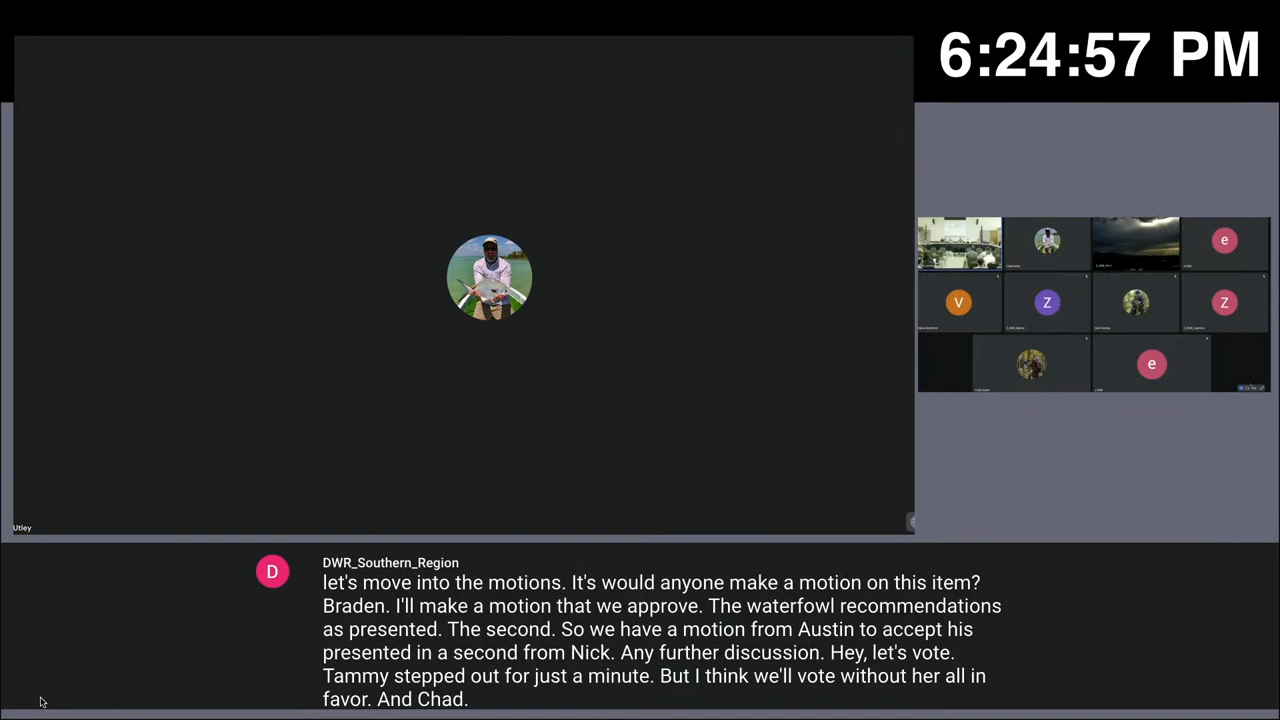 6:24:57 PM
e
V
Z
Z
e
Utley
D
DWR_Southern_Region
let's move into the motions. It's would anyone make a motion on this item?
Braden. I'll make a motion that we approve. The waterfowl recommendations
as presented. The second. So we have a motion from Austin to accept his
presented in a second from Nick. Any further discussion. Hey, let's vote.
Tammy stepped out for just a minute. But I think we'll vote without her all in
favor. And Chad.